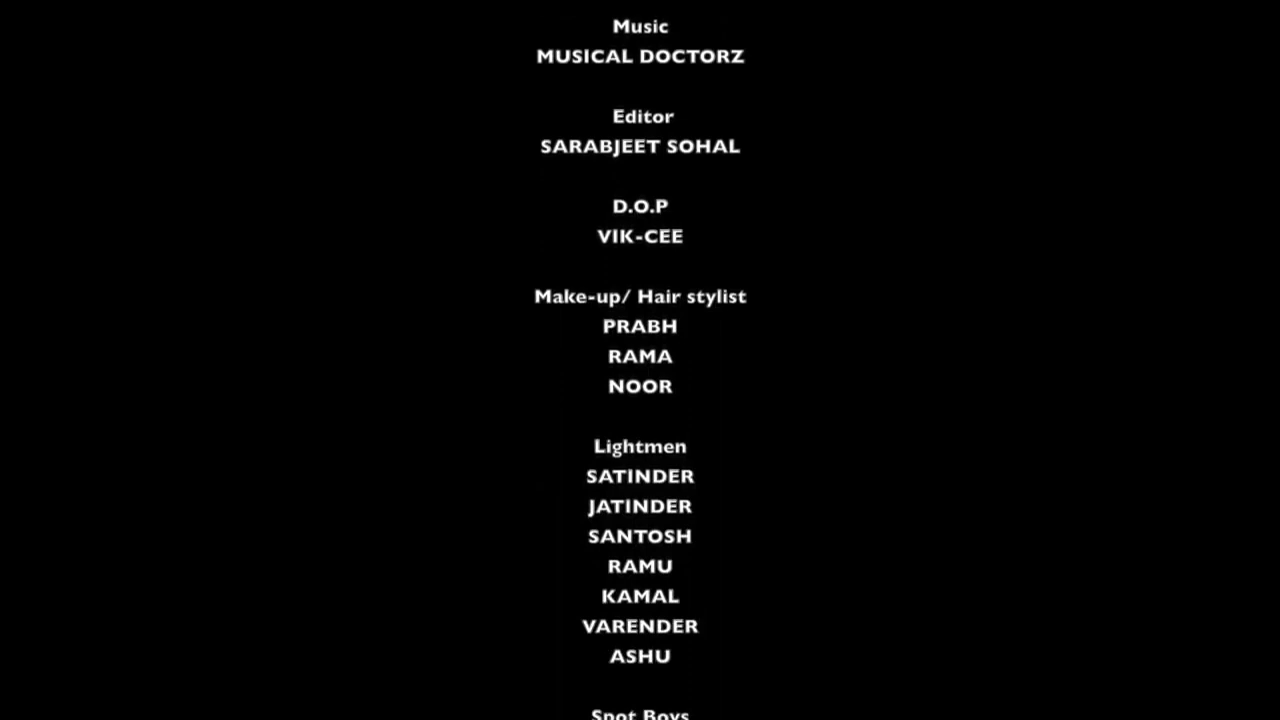 Music
MUSICAL DOCTORZ
Editor
SARABJEET SOHAL
D.O.P
VIK-CEE
Make-up/ Hair stylist
PRABH
RAMA
NOOR
Lightmen
SATINDER
JATINDER
SANTOSH
RAMU
KAMAL
VARENDER
ASHU
Spot Boys